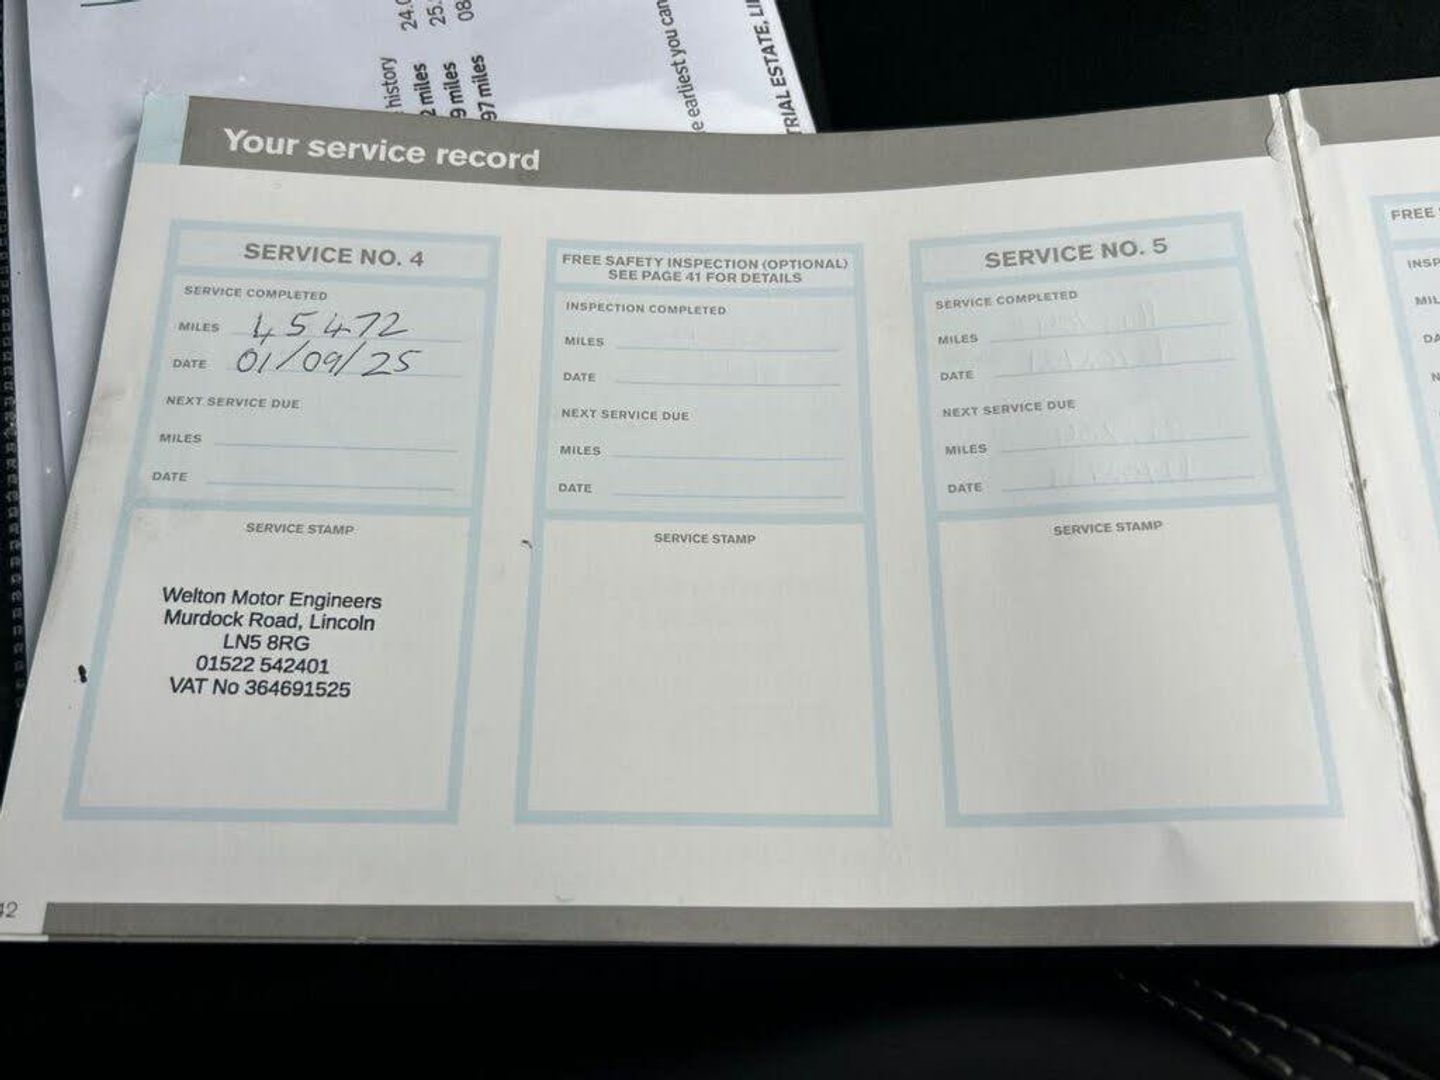 history
2 miles
9 miles
97 miles
24.0
25.
08
e earliest you can
TRIAL ESTATE, LI
Your service record
SERVICE NO. 4
SERVICE COMPLETED
MILES 45472
DATE 01/09/25
NEXT SERVICE DUE
MILES
DATE
SERVICE STAMP
Welton Motor Engineers
Murdock Road, Lincoln
LN5 8RG
01522 542401
VAT No 364691525
FREE SAFETY INSPECTION (OPTIONAL)
SEE PAGE 41 FOR DETAILS
INSPECTION COMPLETED
MILES
DATE
NEXT SERVICE DUE
MILES
DATE
SERVICE STAMP
SERVICE NO. 5
SERVICE COMPLETED
MILES
DATE
NEXT SERVICE DUE
MILES
DATE
SERVICE STAMP
FREE
INSP
MIL
DA
N
42